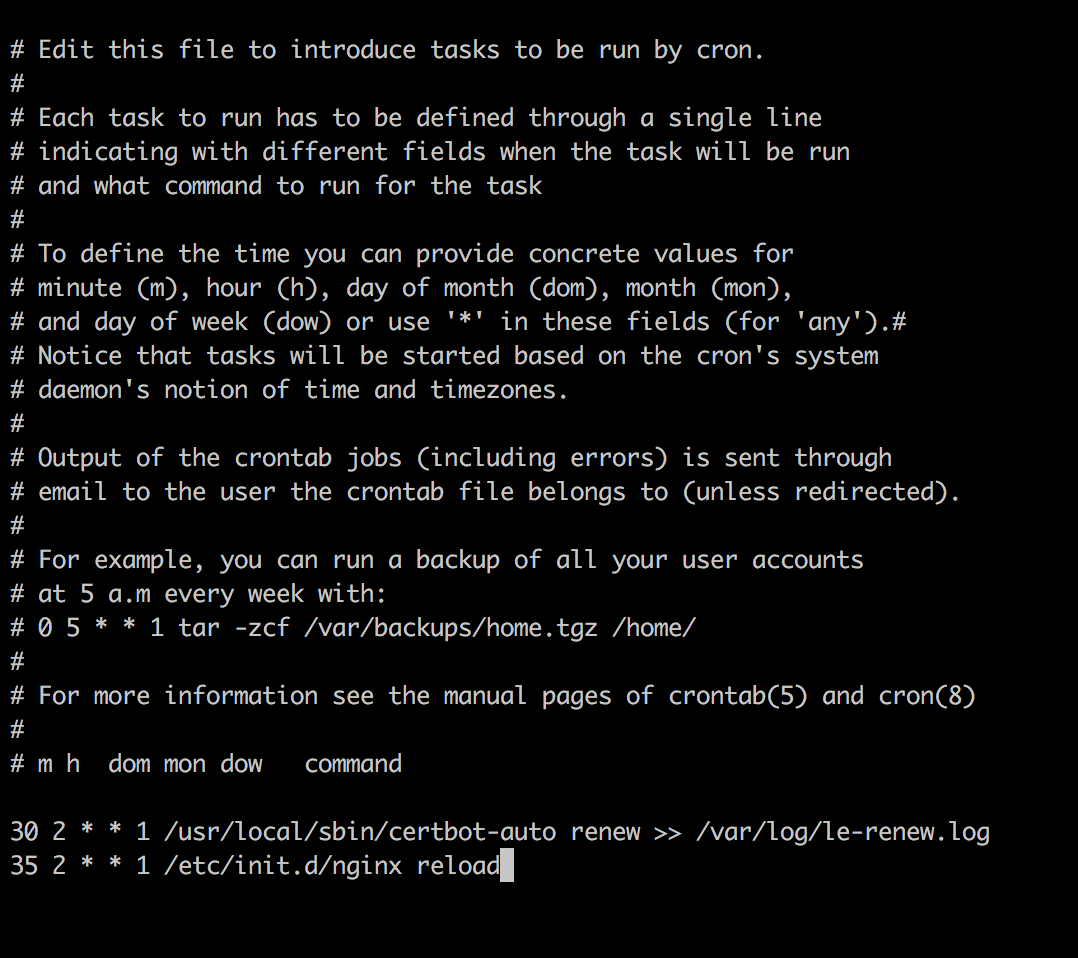 # Edit this file to introduce tasks to be run by cron.
#
# Each task to run has to be defined through a single line
# indicating with different fields when the task will be run
# and what command to run for the task
#
# To define the time you can provide concrete values for
# minute (m), hour (h), day of month (dom), month (mon),
# and day of week (dow) or use '*' in these fields (for 'any').#
# Notice that tasks will be started based on the cron's system
# daemon's notion of time and timezones.
#
# Output of the crontab jobs (including errors) is sent through
# email to the user the crontab file belongs to (unless redirected).
#
# For example, you can run a backup of all your user accounts
# at 5 a.m every week with:
# 0 5 * * 1 tar -zcf /var/backups/home.tgz /home/
#
# For more information see the manual pages of crontab(5) and cron(8)
#
# m h  dom mon dow   command

30 2 * * 1 /usr/local/sbin/certbot-auto renew >> /var/log/le-renew.log
35 2 * * 1 /etc/init.d/nginx reload